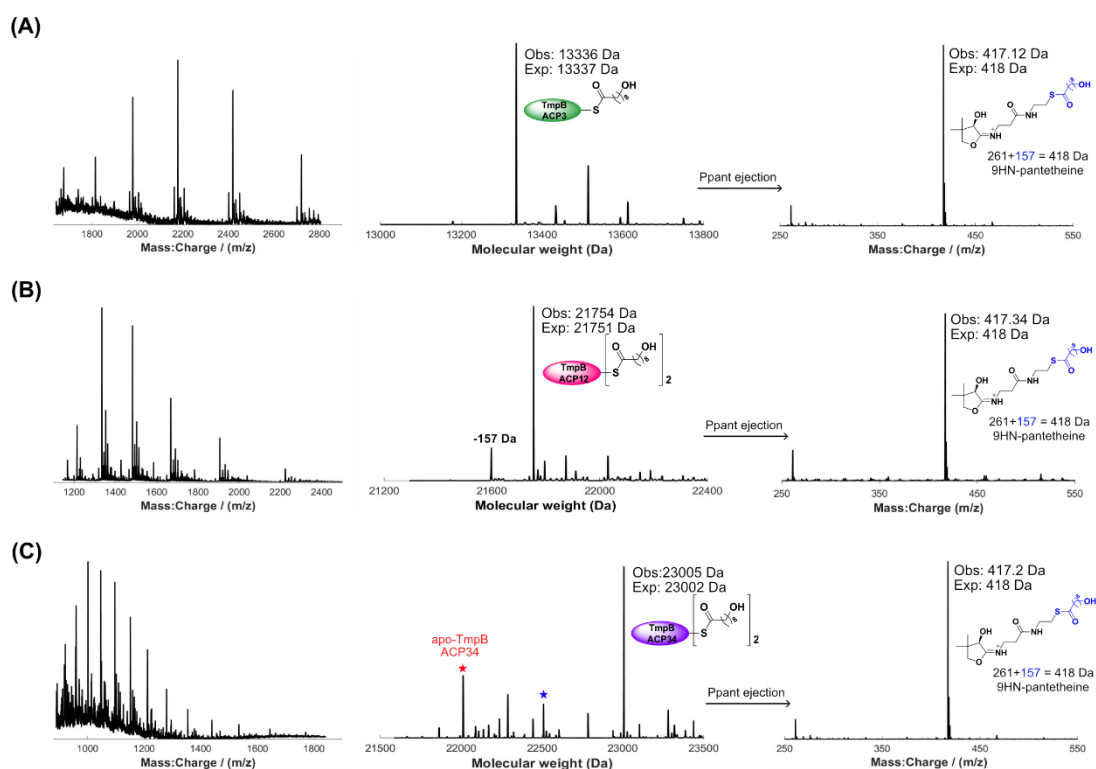 (A)
1800 2000 2200 2400 2600 2800
Mass:Charge / (m/z)
Obs: 13336 Da
Exp: 13337 Da
O
OH
8
S
TmpB
ACP3
13000 13200 13400 13600 13800
Molecular weight (Da)
Ppant ejection
Obs: 417.12 Da
Exp: 418 Da
261+157 = 418 Da
9HN-pantetheine
250 350 450 550
Mass:Charge / (m/z)
(B)
1200 1400 1600 1800 2000 2200 2400
Mass:Charge / (m/z)
Obs: 21754 Da
Exp: 21751 Da
O
OH
8
S
2
TmpB
ACP12
-157 Da
21200 21600 22000 22400
Molecular weight (Da)
Ppant ejection
Obs: 417.34 Da
Exp: 418 Da
261+157 = 418 Da
9HN-pantetheine
250 350 450 550
Mass:Charge (m/z)
(C)
1000 1200 1400 1600 1800
Mass:Charge / (m/z)
Obs:23005 Da
Exp: 23002 Da
O
OH
8
S
2
TmpB
ACP34
apo-TmpB
ACP34
21500 22000 22500 23000 23500
Molecular weight (Da)
Ppant ejection
Obs: 417.2 Da
Exp: 418 Da
261+157 = 418 Da
9HN-pantetheine
250 350 450 550
Mass:Charge / (m/z)